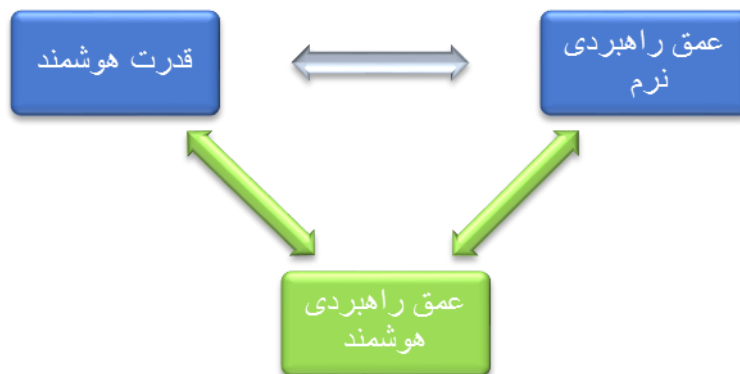 عمق راهبردی
نرم
قدرت هوشمند
عمق راهبردی
هوشمند